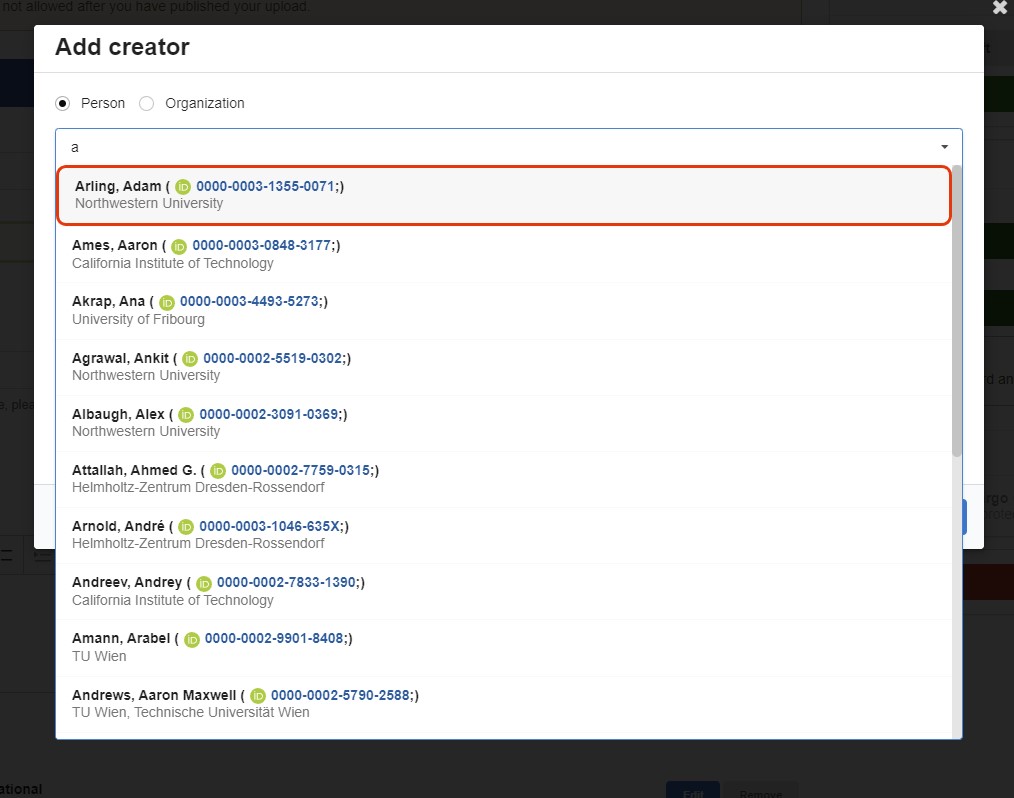 not allowed after you have published your upload.
Add creator
Person Organization
a
Arling, Adam ( iD 0000-0003-1355-0071;)
Northwestern University
Ames, Aaron ( iD 0000-0003-0848-3177;)
California Institute of Technology
Akrap, Ana ( iD 0000-0003-4493-5273;)
University of Fribourg
Agrawal, Ankit ( iD 0000-0002-5519-0302;)
Northwestern University
Albaugh, Alex ( iD 0000-0002-3091-0369;)
Northwestern University
Attallah, Ahmed G. ( iD 0000-0002-7759-0315;)
Helmholtz-Zentrum Dresden-Rossendorf
Arnold, André ( iD 0000-0003-1046-635X;)
Helmholtz-Zentrum Dresden-Rossendorf
Andreev, Andrey ( iD 0000-0002-7833-1390;)
California Institute of Technology
Amann, Arabel ( iD 0000-0002-9901-8408;)
TU Wien
Andrews, Aaron Maxwell ( iD 0000-0002-5790-2588;)
TU Wien, Technische Universität Wien
ational
Edit Remove